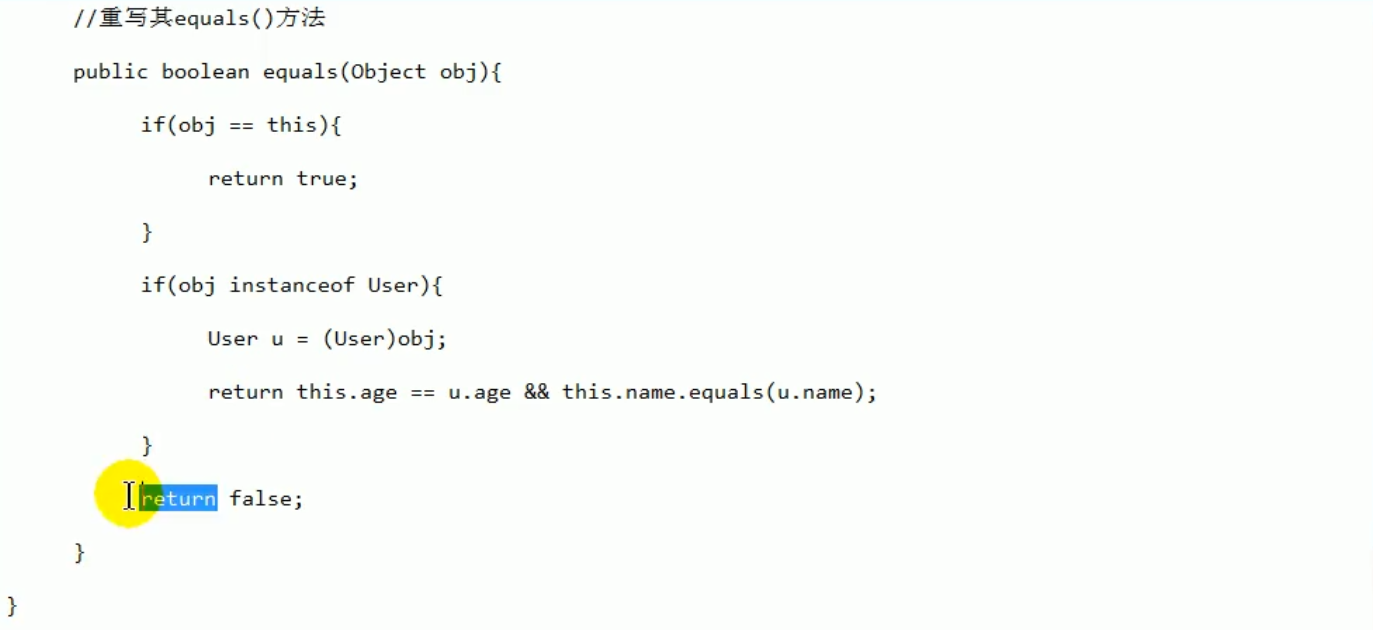 //重写其equals()方法
public boolean equals(Object obj){
if(obj == this){
return true;
}
if(obj instanceof User){
User u = (User)obj;
return this.age == u.age && this.name.equals(u.name);
}
return false;
}
}